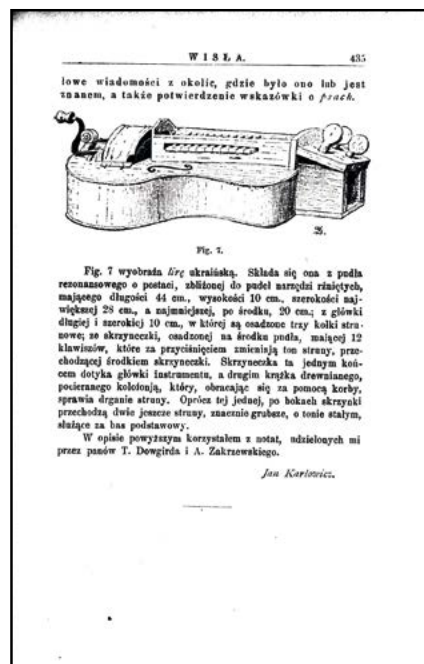 WISŁA. 435
łowe wiadomości z okolic, gdzie było ono lub jest
znanem, a także potwierdzenie wskazówki o psach.
Fig. 7.
Fig. 7 wyobraża lirę ukraińską. Składa się ona z pudła
rezonansowego o postaci, zbliżonej do pudeł narzędzi rżniętych,
mającego długości 44 cm., wysokości 10 cm., szerokości naj-
większej 28 cm., a najmniejszej, po środku, 20 cm.; z główki
długiej i szerokiej 10 cm., w której są osadzone trzy kołki stru-
nowe; ze skrzyneczki, osadzonej na środku pudła, mającej 12
klawiszów, które za przyciśnięciem zmieniają ton struny, prze-
chodzącej środkiem skrzyneczki. Skrzyneczka ta jednym koń-
cem dotyka główki instrumentu, a drugim krążka drewnianego,
pocieranego kolofonją, który, obracając się za pomocą korby,
sprawia drganie struny. Oprócz tej jednej, po bokach skrzynki
przechodzą dwie jeszcze struny, znacznie grubsze, o tonie stałym,
służące za bas podstawowy.
W opisie powyższym korzystałem z notat, udzielonych mi
przez panów T. Dowgirda i A. Zakrzewskiego.
Jan Karłowicz.